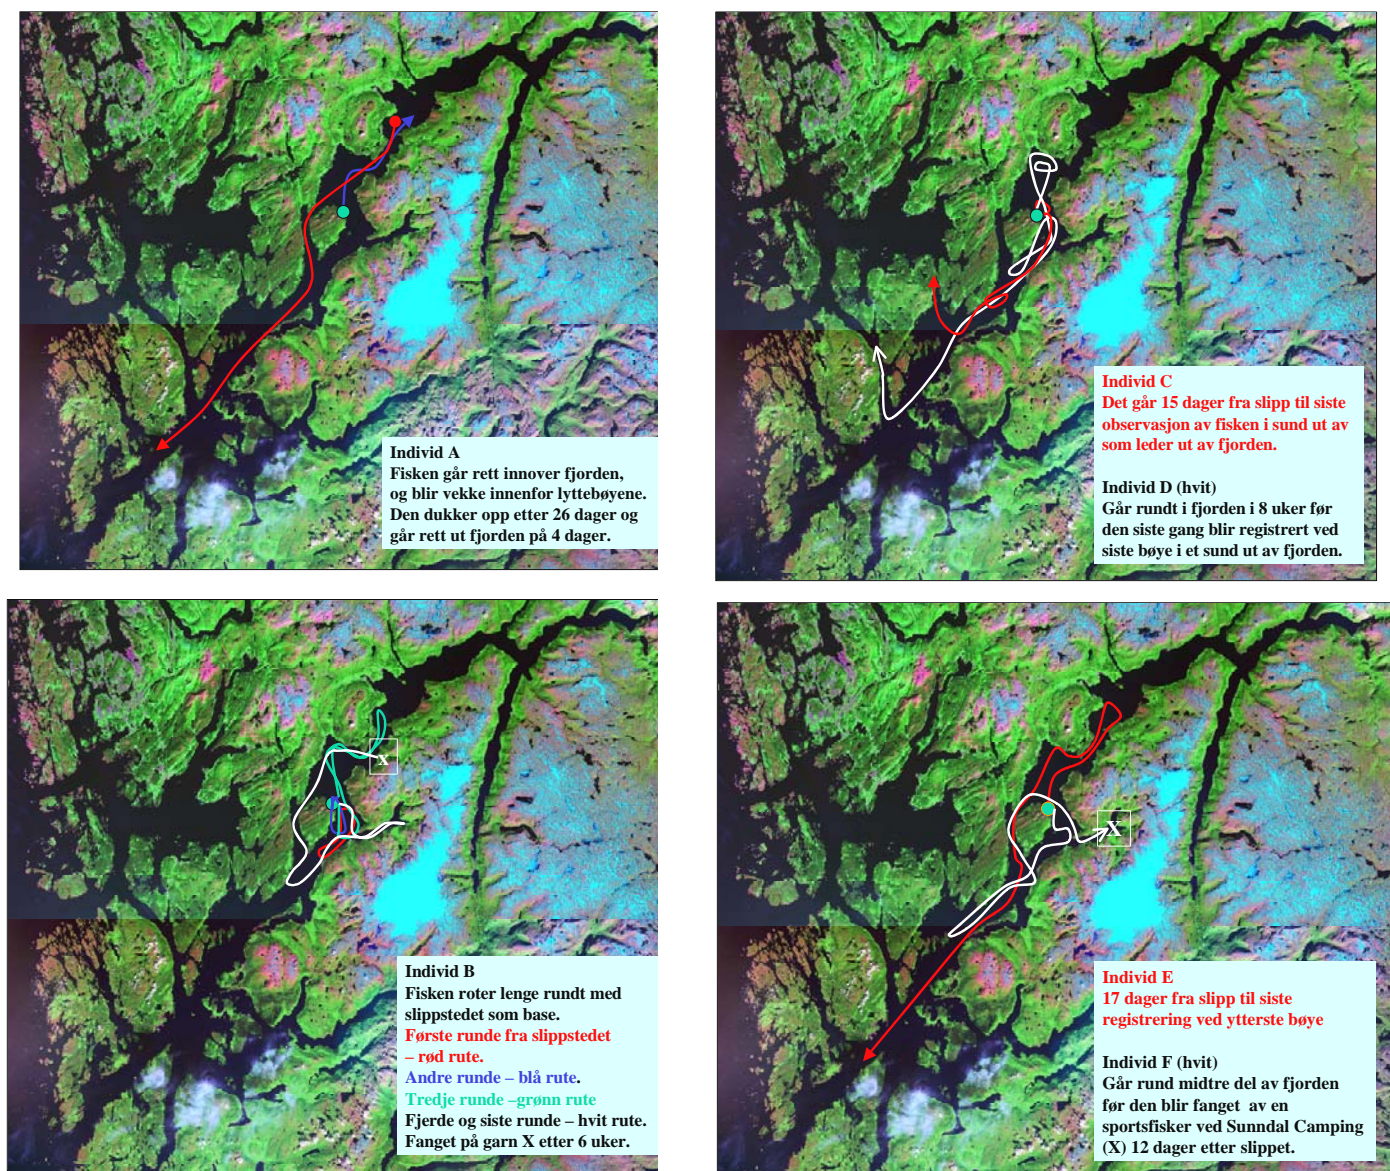 Individ A
Fisken går rett innover fjorden,
og blir vekke innenfor lyttebøyene.
Den dukker opp etter 26 dager og
går rett ut fjorden på 4 dager.
Individ C
Det går 15 dager fra slipp til siste
observasjon av fisken i sund ut av
som leder ut av fjorden.
Individ D (hvit)
Går rundt i fjorden i 8 uker før
den siste gang blir registrert ved
siste bøye i et sund ut av fjorden.
X
Individ B
Fisken roter lenge rundt med
slippstedet som base.
Første runde fra slippstedet
– rød rute.
Andre runde – blå rute.
Tredje runde –grønn rute
Fjerde og siste runde – hvit rute.
Fanget på garn X etter 6 uker.
X
Individ E
17 dager fra slipp til siste
registrering ved ytterste bøye
Individ F (hvit)
Går rund midtre del av fjorden
før den blir fanget av en
sportsfisker ved Sunndal Camping
(X) 12 dager etter slippet.